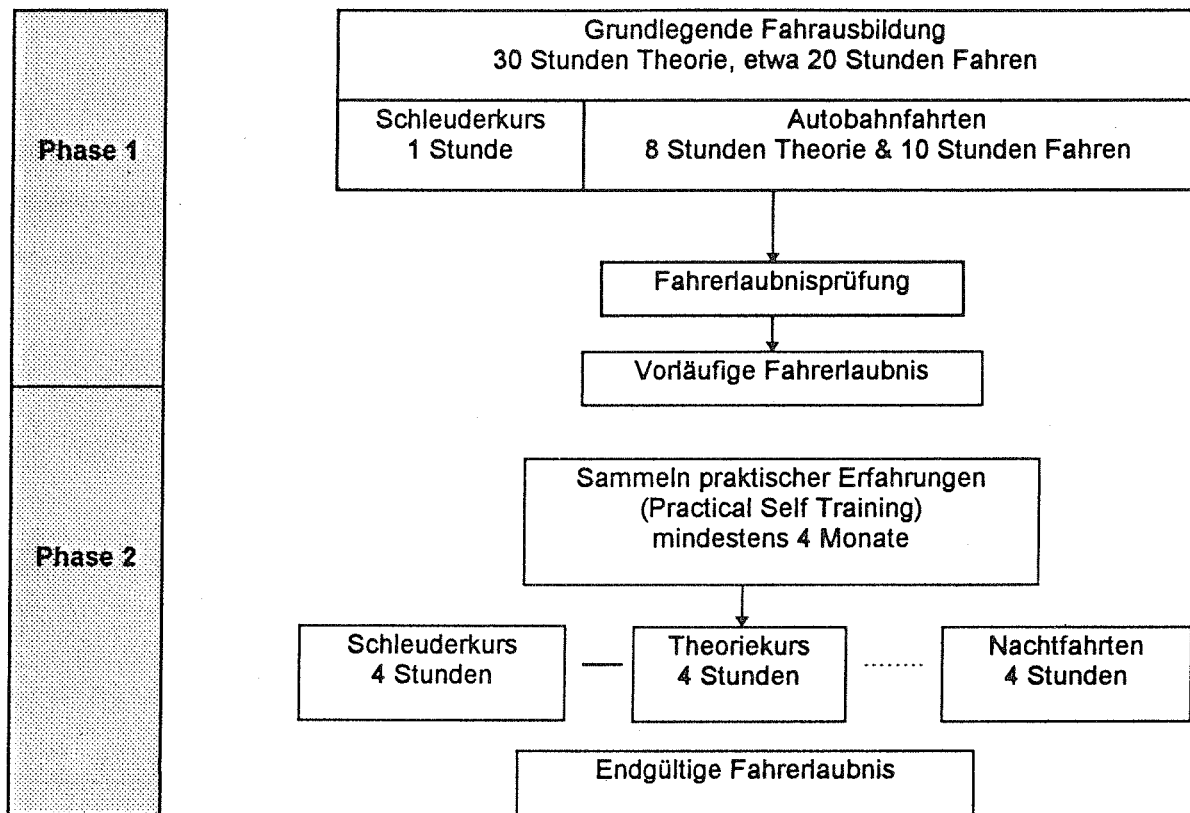 Grundlegende Fahrausbildung
30 Stunden Theorie, etwa 20 Stunden Fahren
Phase 1
Schleuderkurs
1 Stunde
Autobahnfahrten
8 Stunden Theorie & 10 Stunden Fahren
Fahrerlaubnisprüfung
Vorläufige Fahrerlaubnis
Phase 2
Sammeln praktischer Erfahrungen
(Practical Self Training)
mindestens 4 Monate
Schleuderkurs
4 Stunden
Theoriekurs
4 Stunden
Nachtfahrten
4 Stunden
Endgültige Fahrerlaubnis